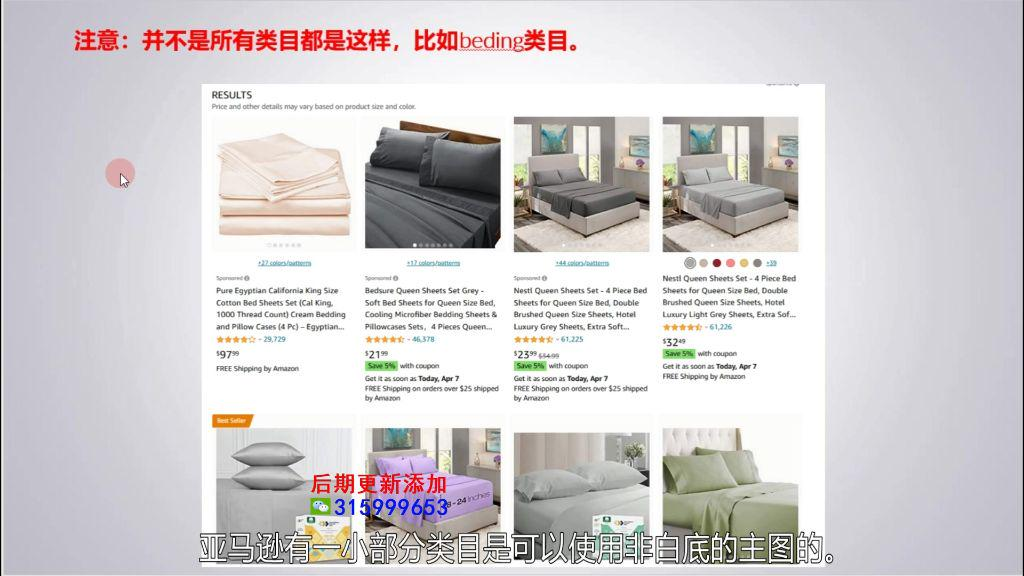 注意：并不是所有类目都是这样，比如beding类目。
RESULTS
Price and other details may vary based on product size and color.
+27 colors/patterns
+17 colors/patterns
+44 colors/patterns
+39
Sponsored
Pure Egyptian California King Size
Cotton Bed Sheets Set (Cal King,
1000 Thread Count) Cream Bedding
and Pillow Cases (4 Pc) – Egyptian...
29,729
$97.99
FREE Shipping by Amazon
Sponsored
Bedsure Queen Sheets Set Grey -
Soft Bed Sheets for Queen Size Bed,
Cooling Microfiber Bedding Sheets &
Pillowcases Sets，4 Pieces Queen...
46,378
$21.99
Save 5% with coupon
Get it as soon as Today, Apr 7
FREE Shipping on orders over $25 shipped
by Amazon
Sponsored
Nestl Queen Sheets Set - 4 Piece Bed
Sheets for Queen Size Bed, Double
Brushed Queen Size Sheets, Hotel
Luxury Grey Sheets, Extra Soft...
61,225
$23.99 $34.99
Save 5% with coupon
Get it as soon as Today, Apr 7
FREE Shipping on orders over $25 shipped
by Amazon
Nestl Queen Sheets Set - 4 Piece Bed
Sheets for Queen Size Bed, Double
Brushed Queen Size Sheets, Hotel
Luxury Light Grey Sheets, Extra Sof...
61,226
$32.49
Save 5% with coupon
Get it as soon as Today, Apr 7
FREE Shipping by Amazon
Best Seller
8-24 Inches
后期更新添加
315999653
亚马逊有一小部分类目是可以使用非白底的主图的。